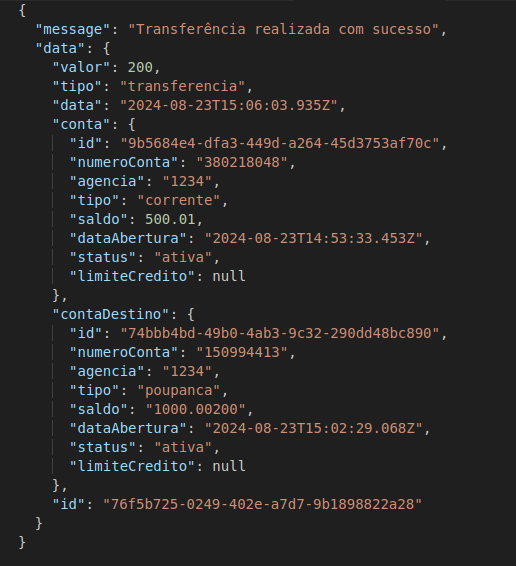 {
"message": "Transferência realizada com sucesso",
"data": {
"valor": 200,
"tipo": "transferencia",
"data": "2024-08-23T15:06:03.935Z",
"conta": {
"id": "9b5684e4-dfa3-449d-a264-45d3753af70c",
"numeroConta": "380218048",
"agencia": "1234",
"tipo": "corrente",
"saldo": 500.01,
"dataAbertura": "2024-08-23T14:53:33.453Z",
"status": "ativa",
"limiteCredito": null
},
"contaDestino": {
"id": "74bbb4bd-49b0-4ab3-9c32-290dd48bc890",
"numeroConta": "150994413",
"agencia": "1234",
"tipo": "poupanca",
"saldo": "1000.00200",
"dataAbertura": "2024-08-23T15:02:29.068Z",
"status": "ativa",
"limiteCredito": null
},
"id": "76f5b725-0249-402e-a7d7-9b1898822a28"
}
}